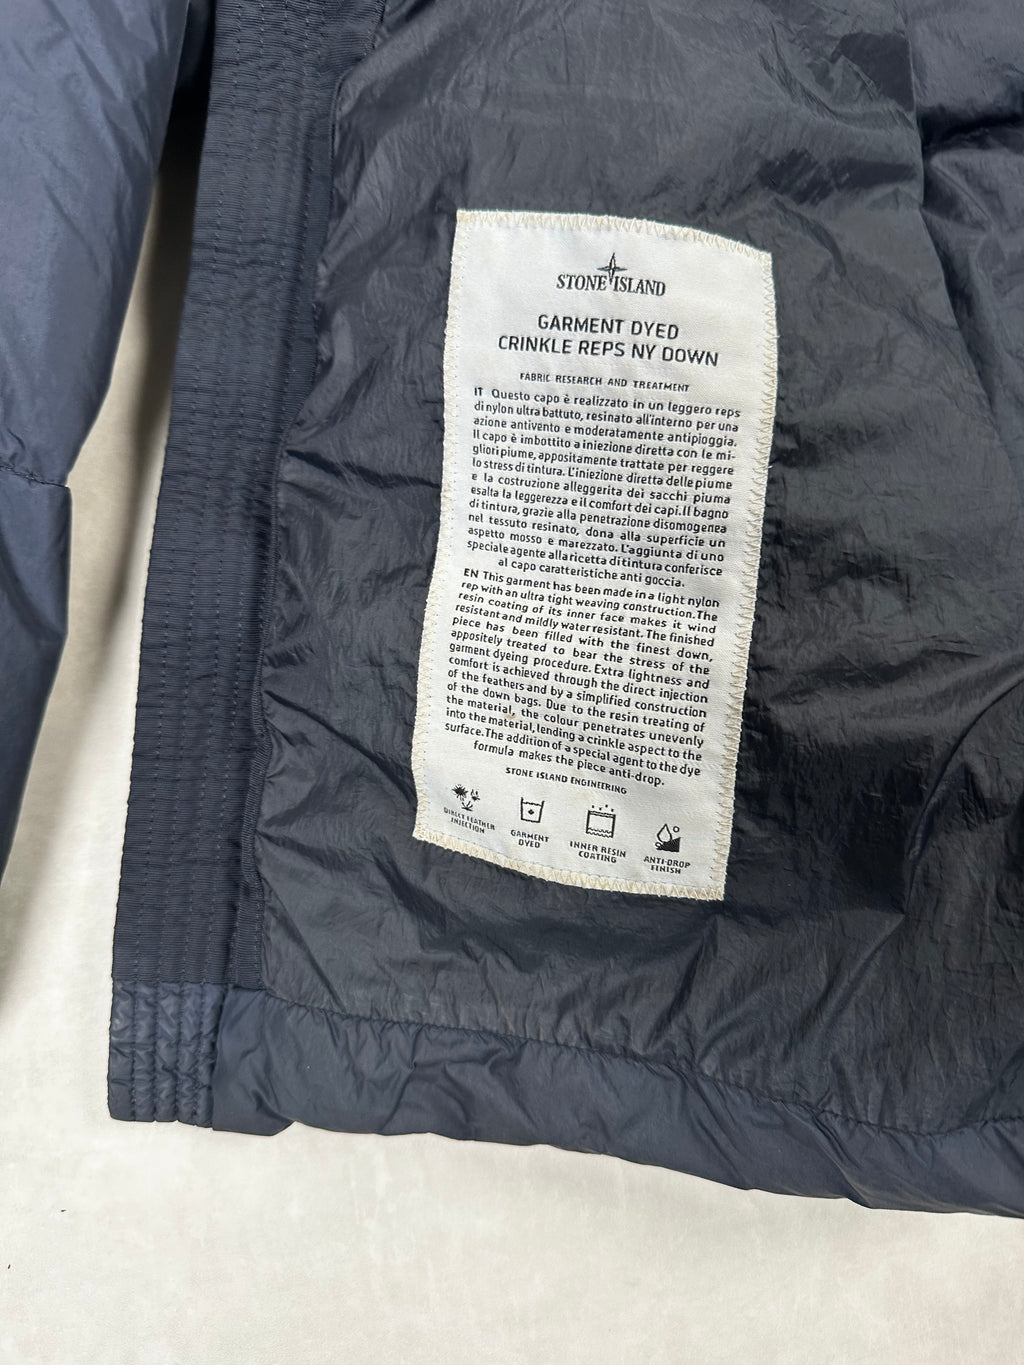 STONE ISLAND
GARMENT DYED
CRINKLE REPS NY DOWN
FABRIC RESEARCH AND TREATMENT
IT Questo capo è realizzato in un leggero reps
di nylon ultra battuto, resinato all'interno per una
azione antivento e moderatamente antipioggia.
Il capo è imbottito a iniezione diretta con le mi-
gliori piume, appositamente trattate per reggere
lo stress di tintura. L'iniezione diretta delle piume
e la costruzione alleggerita dei sacchi piuma
esalta la leggerezza e il comfort dei capi. Il bagno
di tintura, grazie alla penetrazione disomogenea
nel tessuto resinato, dona alla superficie un
aspetto mosso e marezzato. L'aggiunta di uno
speciale agente alla ricetta di tintura conferisce
al capo caratteristiche anti goccia.
EN This garment has been made in a light nylon
rep with an ultra tight weaving construction. The
resin coating of its inner face makes it wind
resistant and mildly water resistant. The finished
piece has been filled with the finest down,
appositely treated to bear the stress of the
garment dyeing procedure. Extra lightness and
comfort is achieved through the direct injection
of the feathers and by a simplified construction
of the down bags. Due to the resin treating of
the material, the colour penetrates unevenly
into the material, lending a crinkle aspect to the
surface. The addition of a special agent to the dye
formula makes the piece anti-drop.
STONE ISLAND ENGINEERING
DIRECT FEATHER
INJECTION
GARMENT
DYED
INNER RESIN
COATING
ANTI-DROP
FINISH